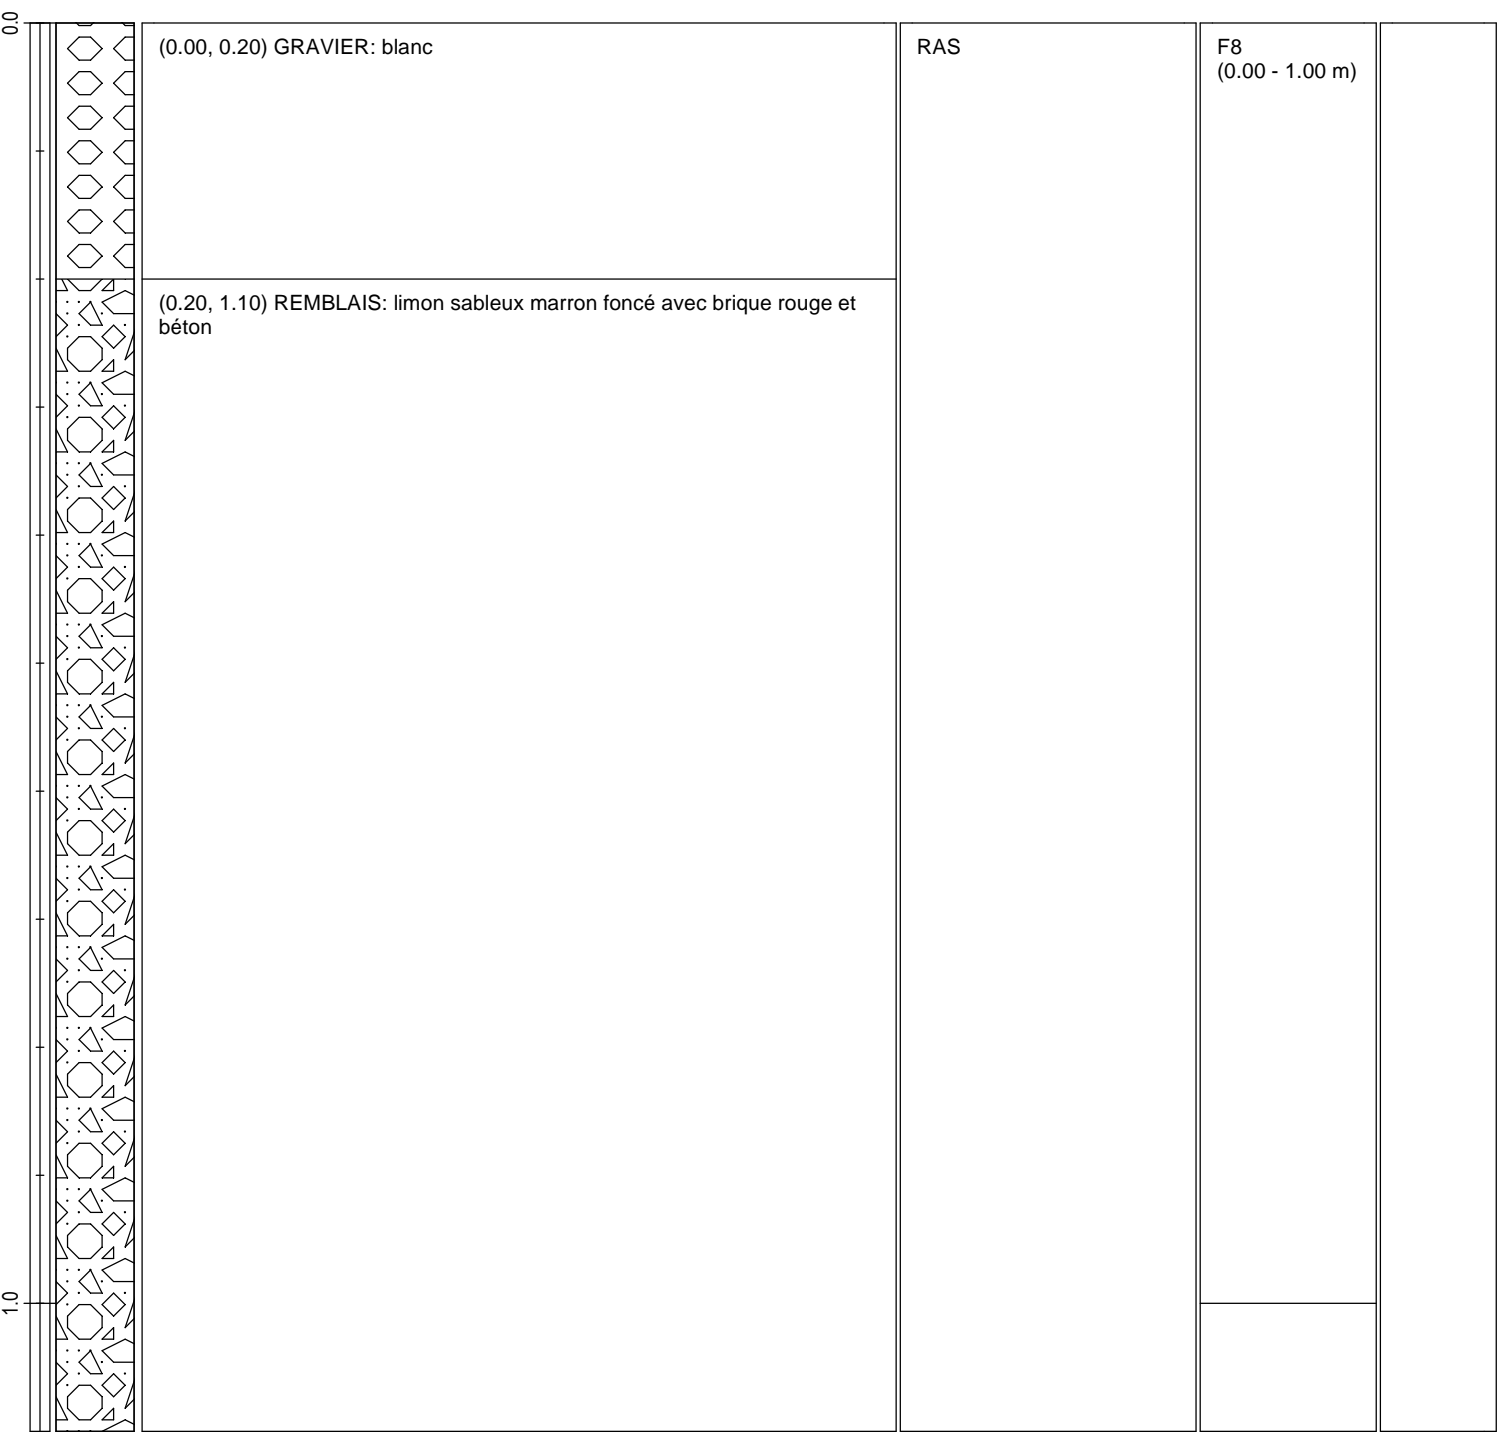 0.0
(0.00, 0.20) GRAVIER: blanc
RAS
F8
(0.00 - 1.00 m)
(0.20, 1.10) REMBLAIS: limon sableux marron foncé avec brique rouge et
béton
1.0